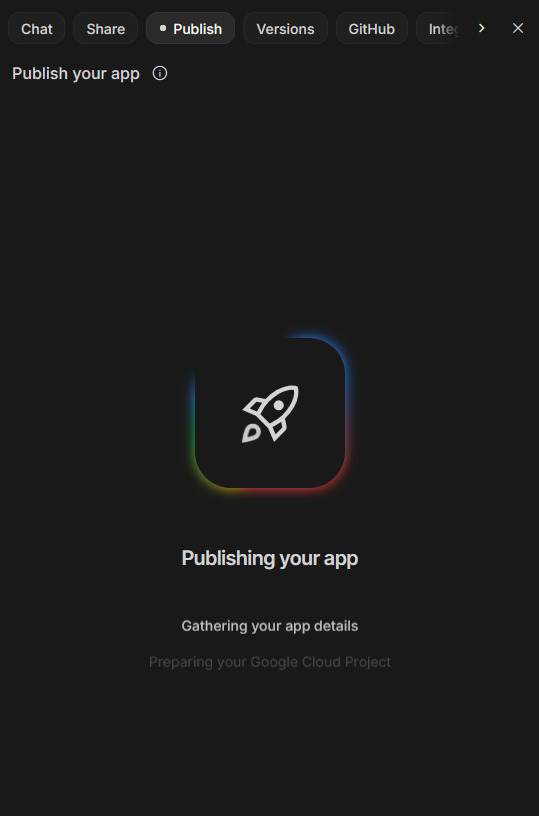 Chat Share Publish Versions GitHub
Publish your app
Publishing your app
Gathering your app details
Preparing your Google Cloud Project